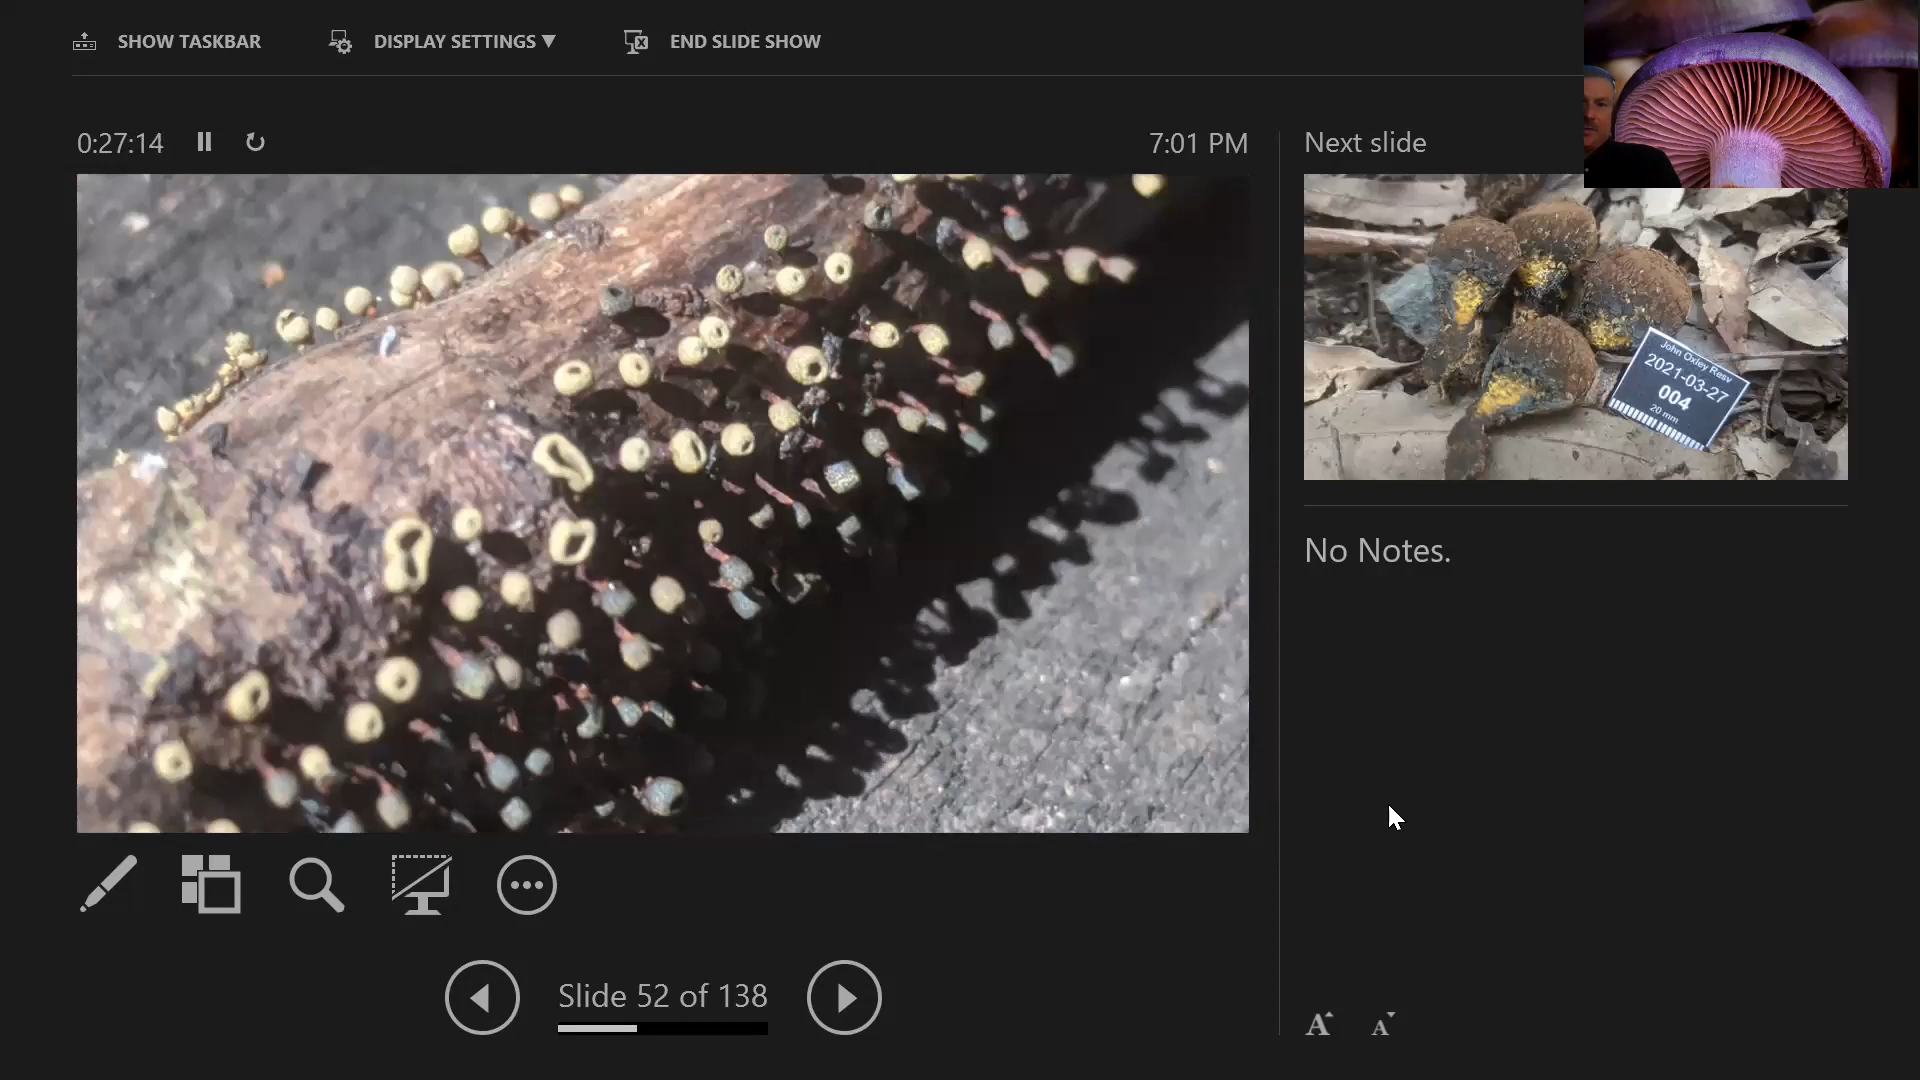 SHOW TASKBAR
DISPLAY SETTINGS ▼
END SLIDE SHOW
0:27:14
7:01 PM
Next slide
John Oxley Resv
2021-03-27
004
20 mm
No Notes.
Slide 52 of 138
A
A